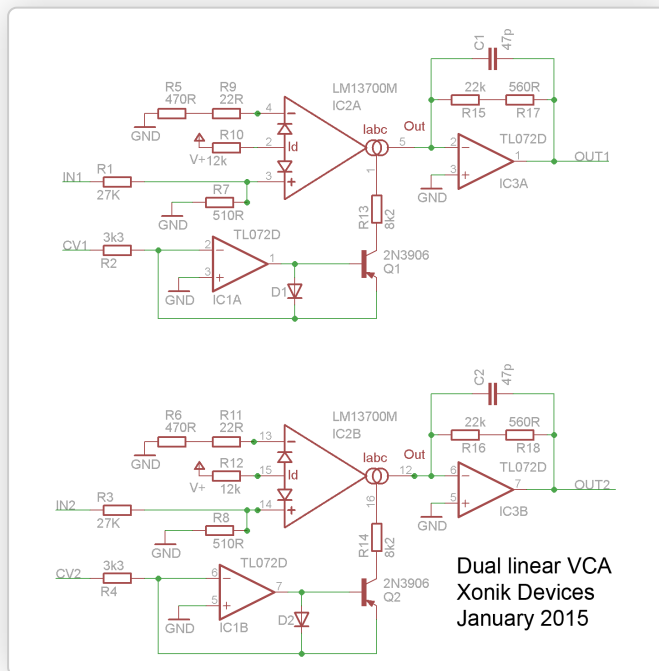 C1
47p
22k 560R
R15 R17
LM13700M
IC2A
R5 R9
470R 22R
4
GND
R10
V+ 12k
2 Id
Iabc
5 Out
2
TL072D
1 OUT1
3
GND
IC3A
IN1 R1
27K
3
R7
510R
GND
1
R13
8k2
TL072D
CV1 3k3
R2
2
1
3
GND
IC1A
D1
2N3906
Q1
C2
47p
22k 560R
R16 R18
LM13700M
IC2B
R6 R11
470R 22R
13
GND
R12
V+ 12k
15 Id
Iabc
12 Out
6
TL072D
7 OUT2
5
GND
IC3B
IN2 R3
27K
14
R8
510R
GND
16
R14
8k2
TL072D
CV2 3k3
R4
6
7
5
GND
IC1B
D2
2N3906
Q2
Dual linear VCA
Xonik Devices
January 2015